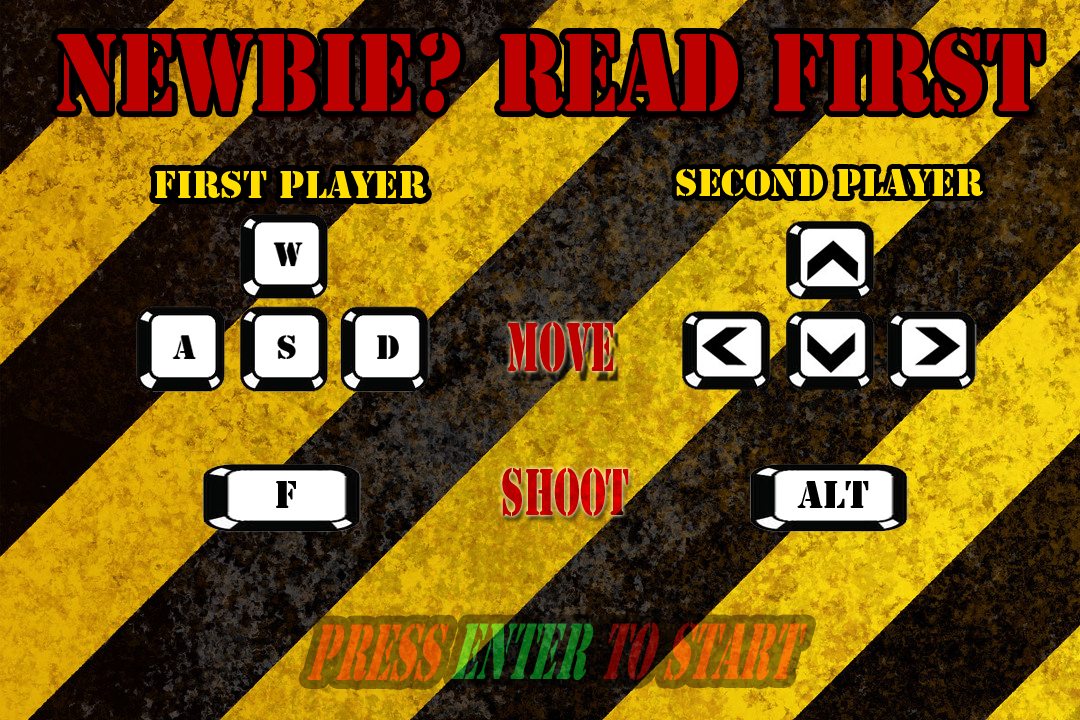 NEWBIE? READ FIRST
FIRST PLAYER
SECOND PLAYER
W
A S D
MOVE
F
SHOOT
ALT
PRESS ENTER TO START